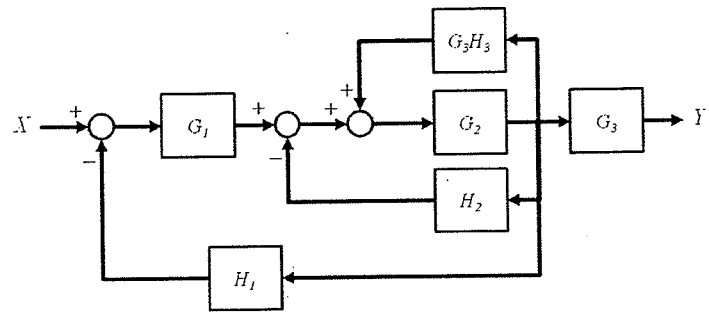 G₃H₃
+
X + G₁ + + G₂ G₃ Y
−
−
H₂
H₁